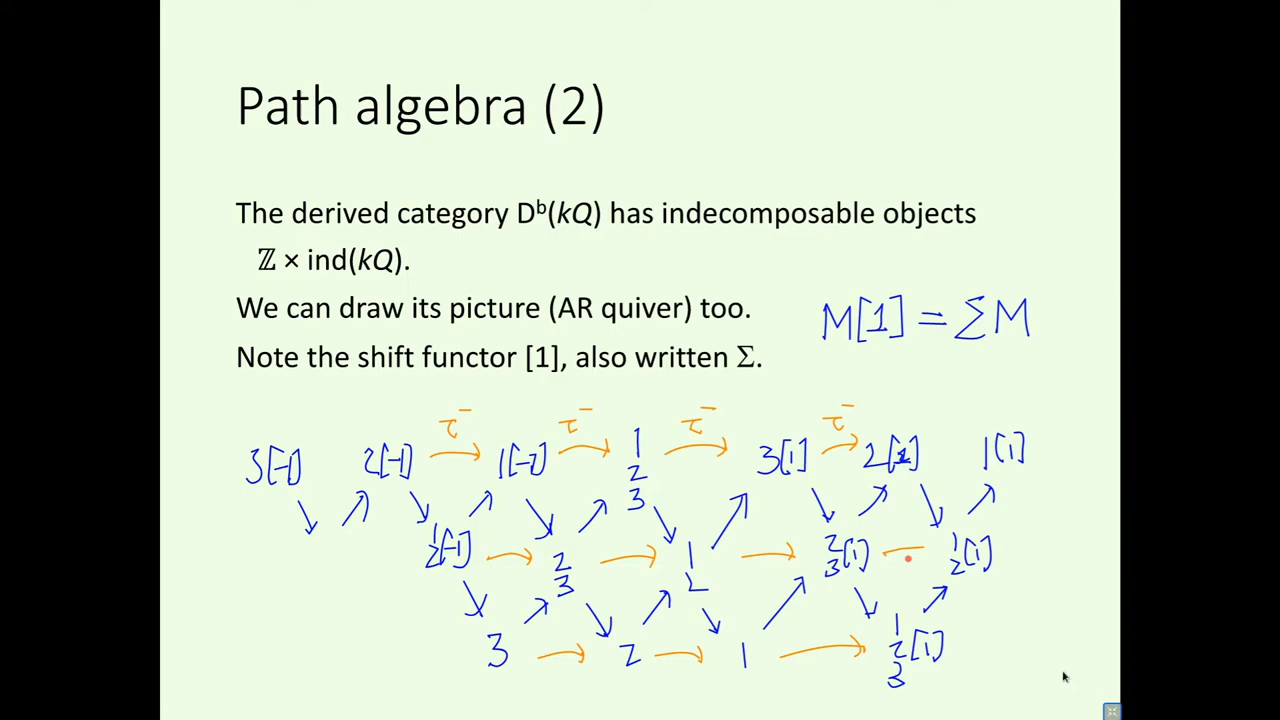 Path algebra (2)
The derived category Dᵇ(kQ) has indecomposable objects
ℤ × ind(kQ).
We can draw its picture (AR quiver) too.
M[1] = ΣM
Note the shift functor [1], also written Σ.
τ⁻ τ⁻ τ⁻ τ⁻
3[-1] 2[-1] 1[-1] 1 3[1] 2[1] 1[1]
2
3
1 2 1 2 1
2[-1] 3 2 3[1] 2[1]
3 2 1 1
2[1]
3